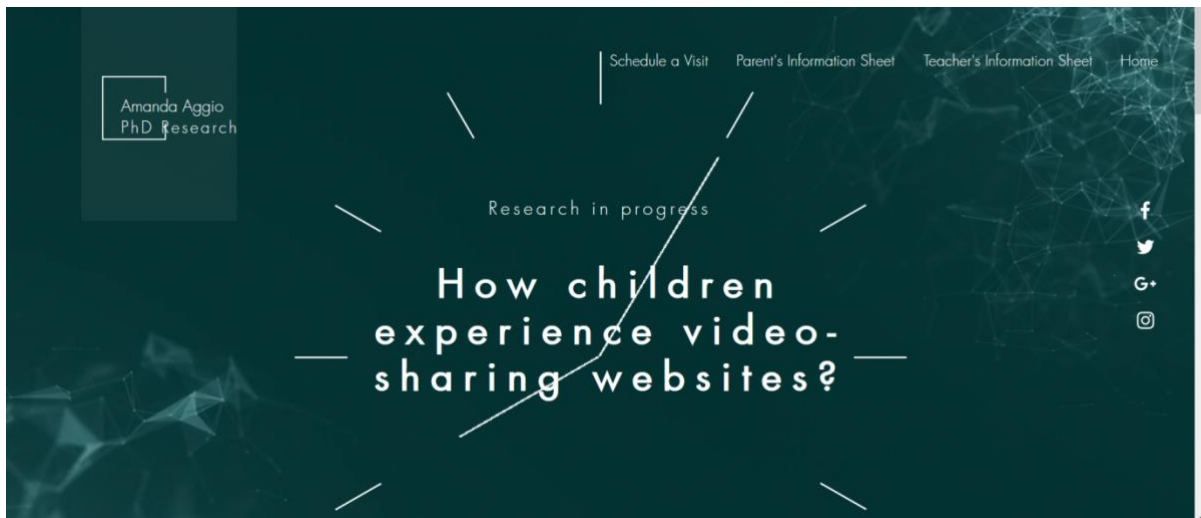 Amanda Aggio
PhD Research
Schedule a Visit
Parent's Information Sheet
Teacher's Information Sheet
Home
Research in progress
How children
experience video-
sharing websites?
G+